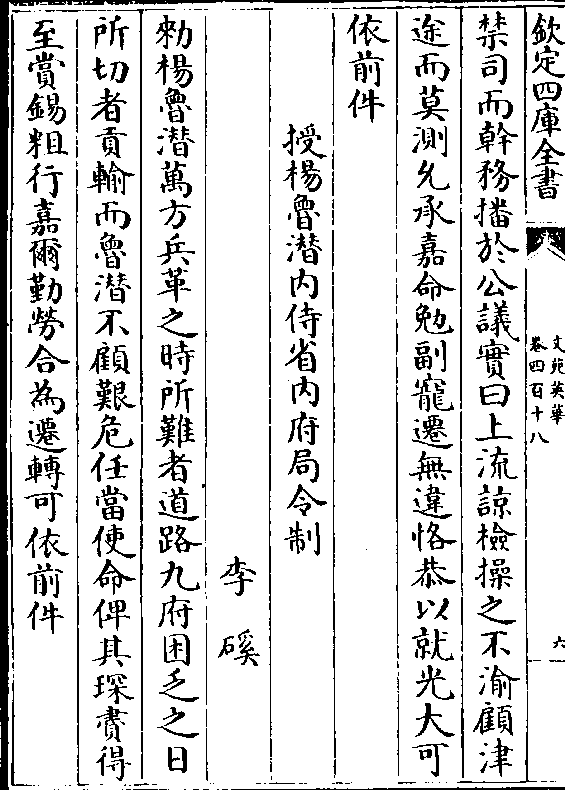 欽定四庫全書
文苑英華
卷四百十八
六
禁司而幹務播於公議實曰上流諒檢操之不渝顧津
途而莫測允承嘉命勉副寵遷無違恪恭以就光大可
依前件
授楊魯潜内侍省内府局令制
李磎
勑楊魯潜萬方兵革之時所難者道路九府困乏之日
所切者貢輸而魯潜不顧艱危任當使命俾其琛賮得
至賞錫粗行嘉爾勤勞合為遷轉可依前件